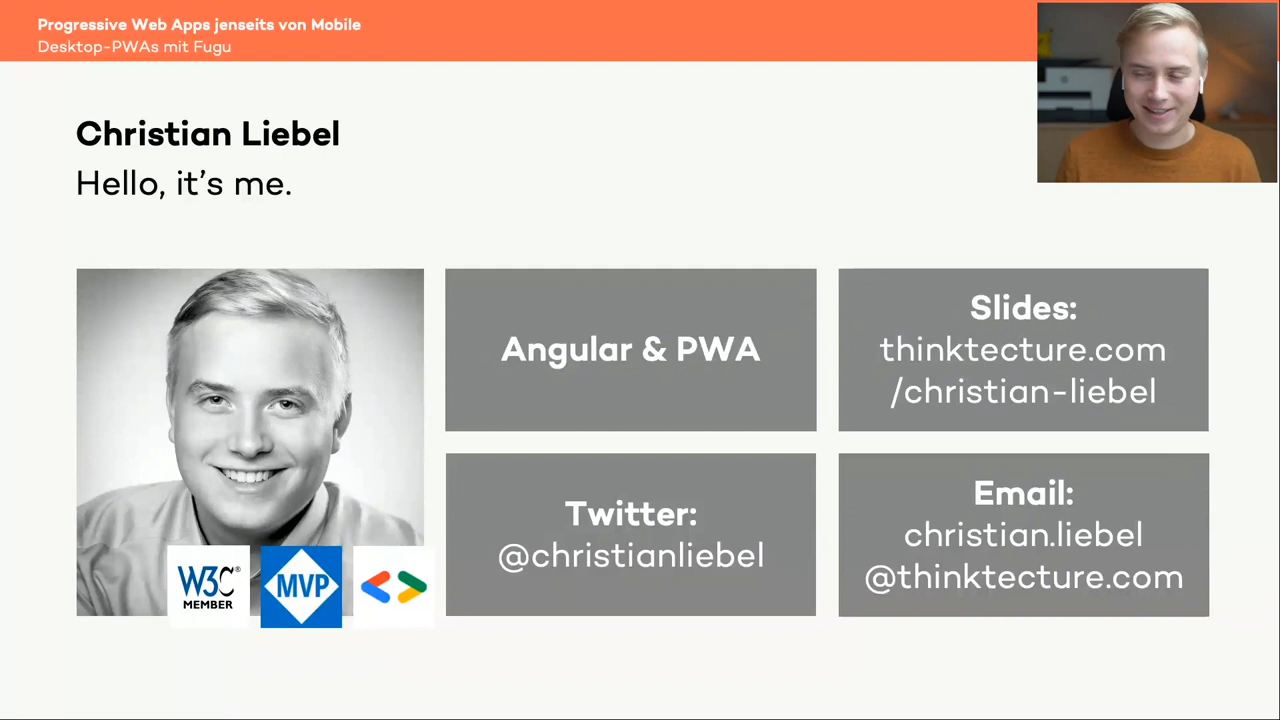 Progressive Web Apps jenseits von Mobile
Desktop-PWAs mit Fugu
Christian Liebel
Hello, it's me.
Angular & PWA
Slides:
thinktecture.com
/christian-liebel
Twitter:
@christianliebel
Email:
christian.liebel
@thinktecture.com
W3C®
MEMBER
MVP